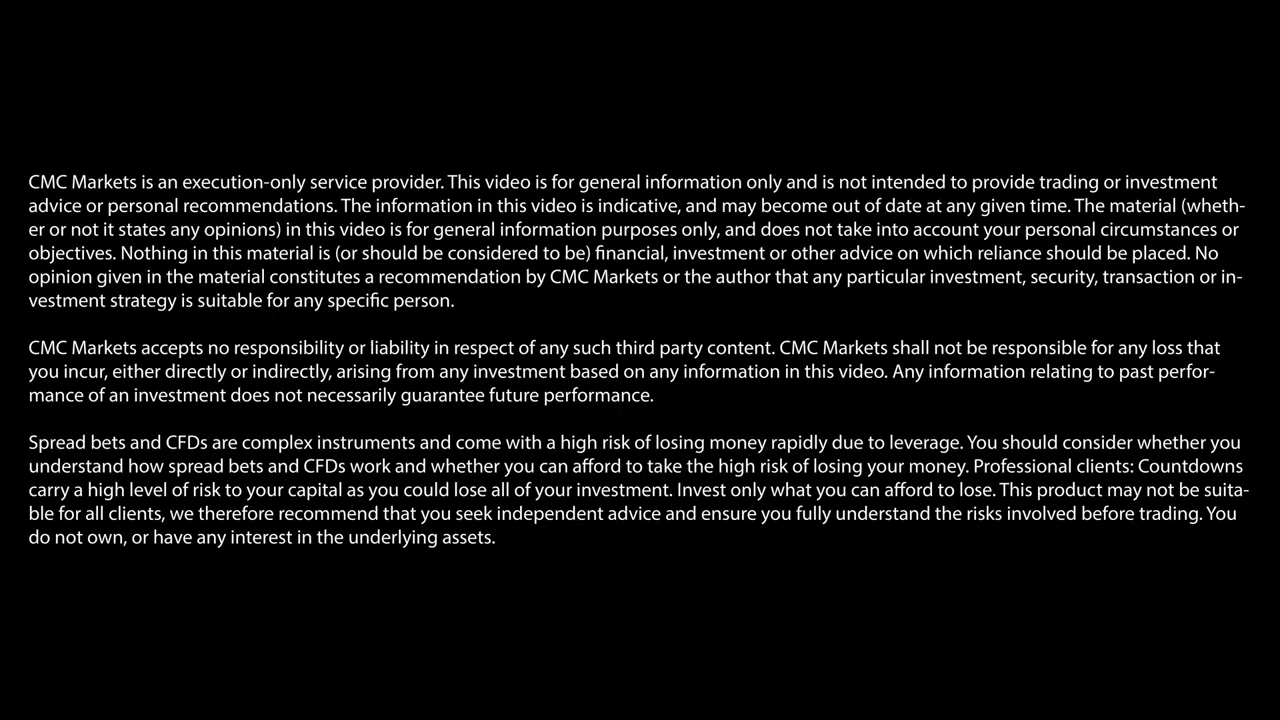 CMC Markets is an execution-only service provider. This video is for general information only and is not intended to provide trading or investment
advice or personal recommendations. The information in this video is indicative, and may become out of date at any given time. The material (wheth-
er or not it states any opinions) in this video is for general information purposes only, and does not take into account your personal circumstances or
objectives. Nothing in this material is (or should be considered to be) financial, investment or other advice on which reliance should be placed. No
opinion given in the material constitutes a recommendation by CMC Markets or the author that any particular investment, security, transaction or in-
vestment strategy is suitable for any specific person.
CMC Markets accepts no responsibility or liability in respect of any such third party content. CMC Markets shall not be responsible for any loss that
you incur, either directly or indirectly, arising from any investment based on any information in this video. Any information relating to past perfor-
mance of an investment does not necessarily guarantee future performance.
Spread bets and CFDs are complex instruments and come with a high risk of losing money rapidly due to leverage. You should consider whether you
understand how spread bets and CFDs work and whether you can afford to take the high risk of losing your money. Professional clients: Countdowns
carry a high level of risk to your capital as you could lose all of your investment. Invest only what you can afford to lose. This product may not be suita-
ble for all clients, we therefore recommend that you seek independent advice and ensure you fully understand the risks involved before trading. You
do not own, or have any interest in the underlying assets.